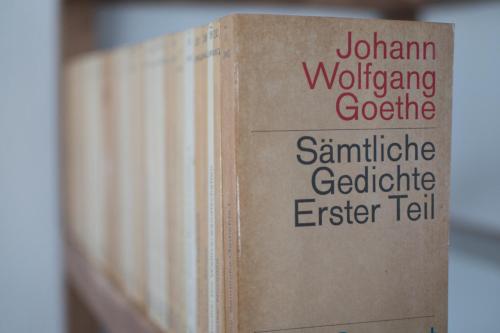 Johann
Wolfgang
Goethe
Sämtliche
Gedichte
Erster Teil